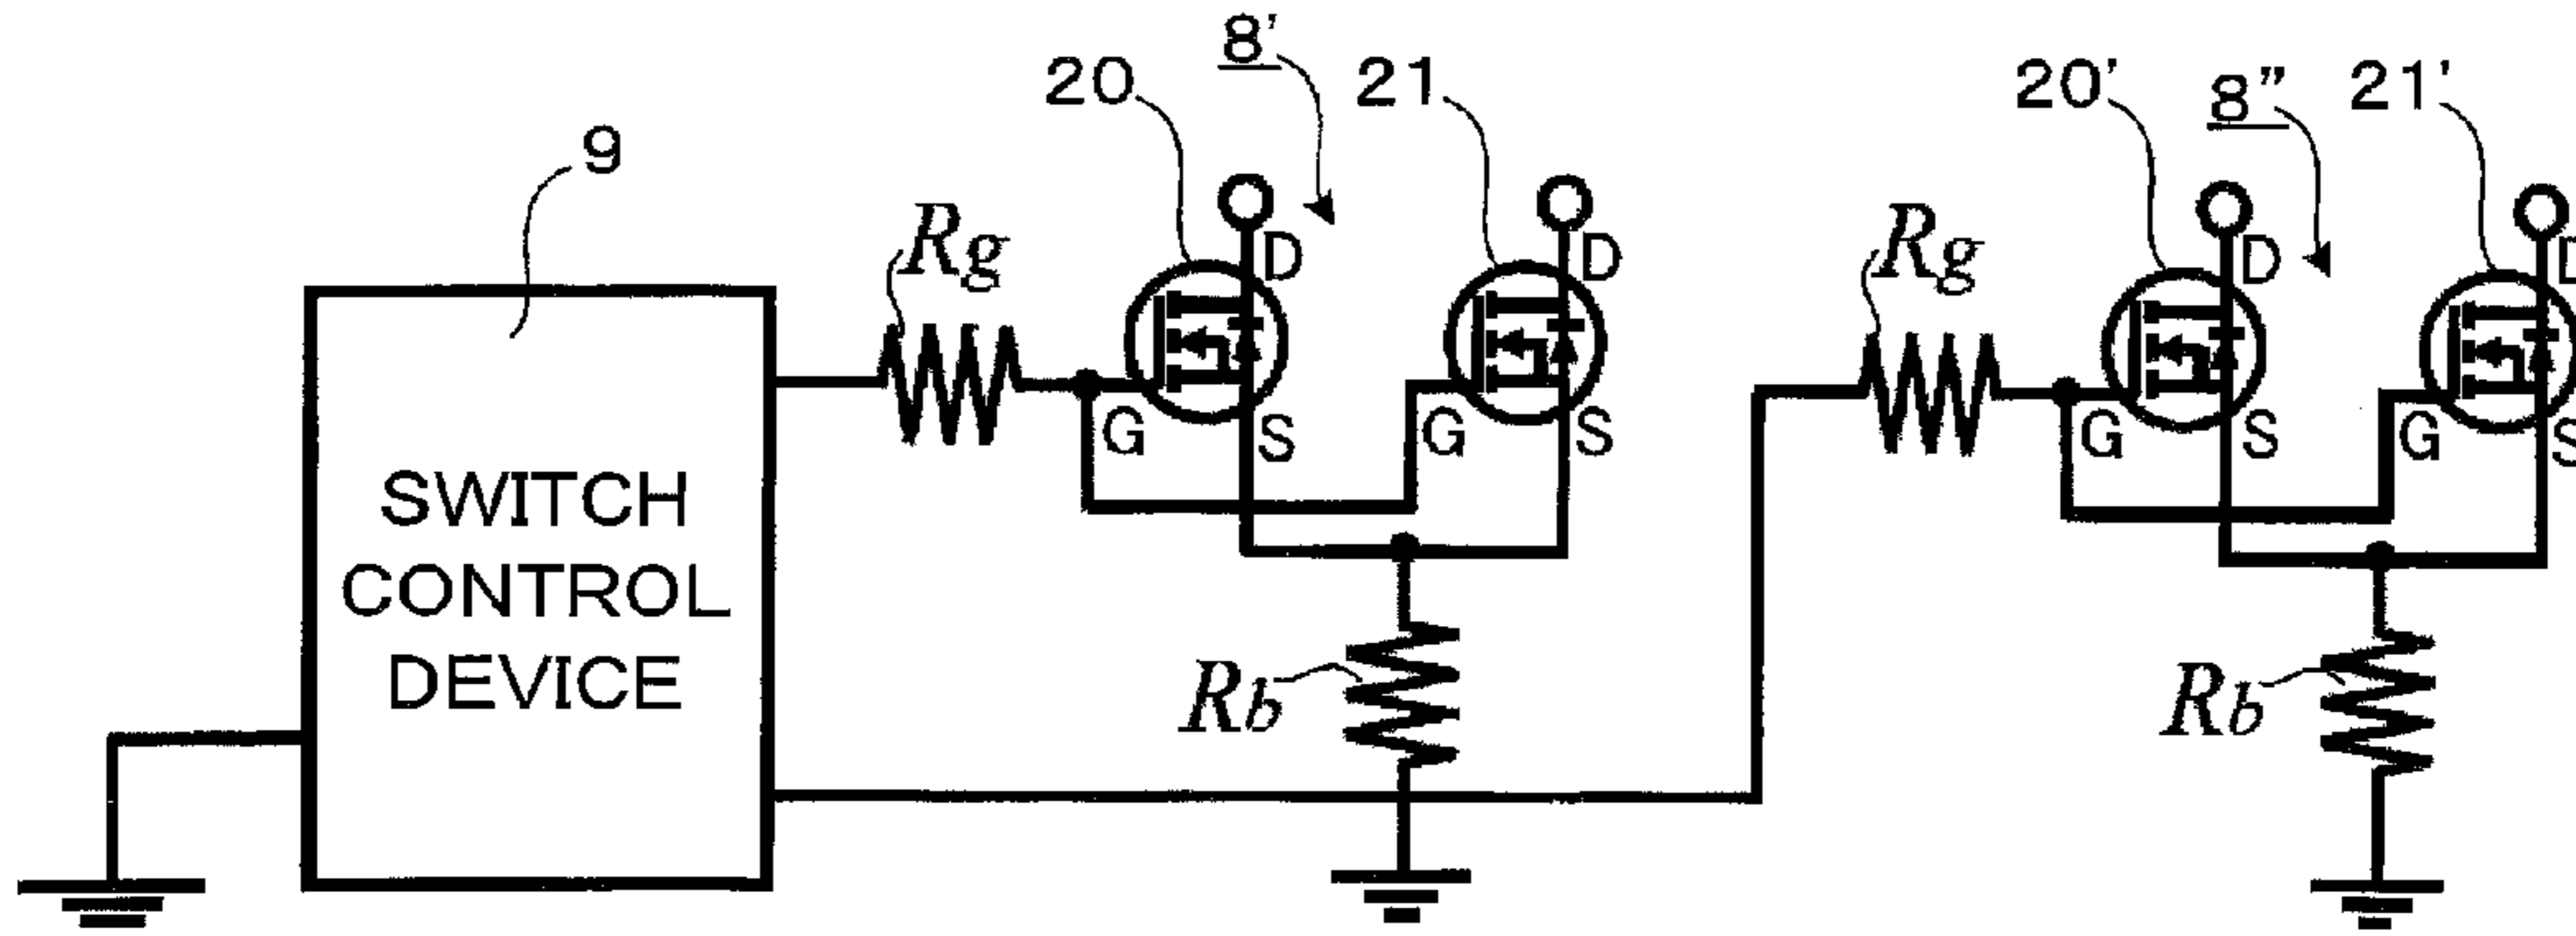 8'
20
21
20'
8"
21'
9
Rg
Rg
D
D
D
D
G
S
G
S
G
S
G
S
SWITCH
CONTROL
DEVICE
Rb
Rb